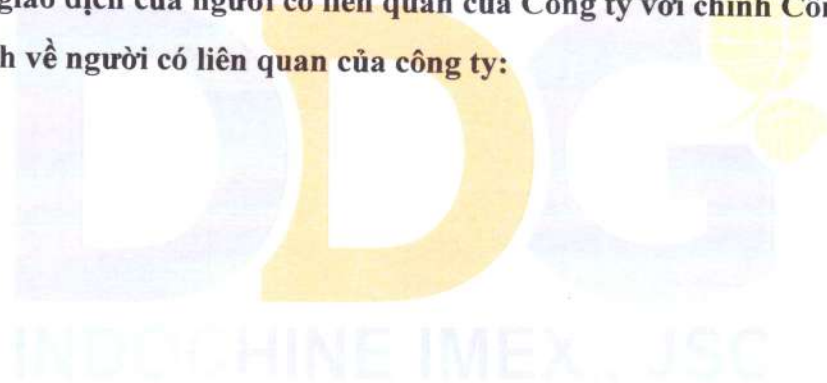 giao dịch của người có liên quan của Công ty với chính Côn
h về người có liên quan của công ty:
DDG
INDOCHINE IMEX., JSC